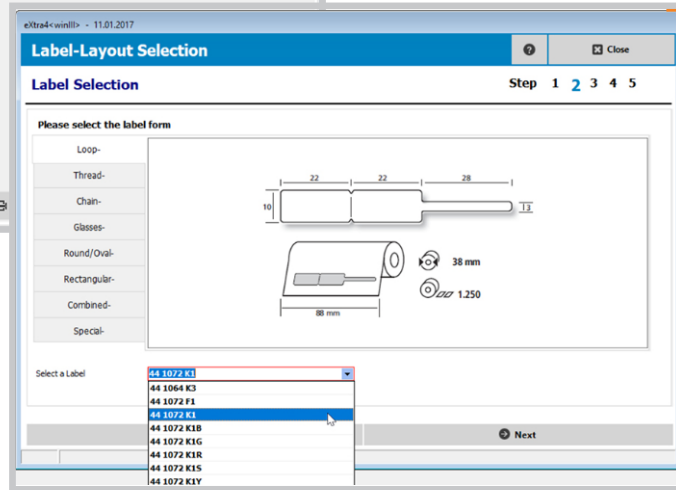 eXtra4<winIII> - 11.01.2017
Label-Layout Selection
Close
Label Selection
Step 1 2 3 4 5
Please select the label form
Loop-
Thread-
Chain-
Glasses-
Round/Oval-
Rectangular-
Combined-
Special-
22 22 28
10
13
38 mm
1.250
88 mm
Select a Label
44 1072 K1
44 1064 K3
44 1072 F1
44 1072 K1
44 1072 K1B
44 1072 K1G
44 1072 K1R
44 1072 K1S
44 1072 K1Y
Next